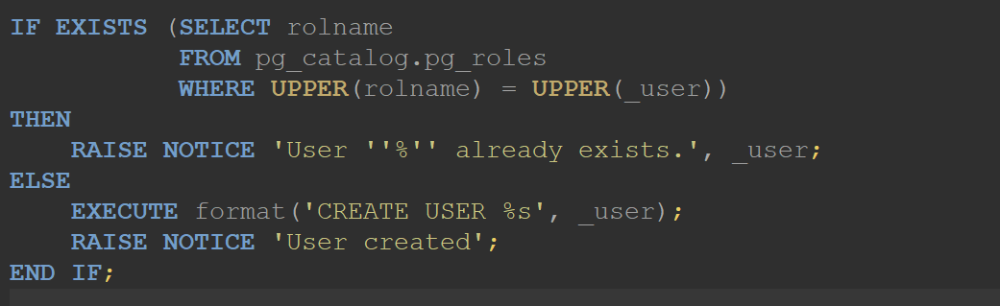 IF EXISTS (SELECT rolname
           FROM pg_catalog.pg_roles
           WHERE UPPER(rolname) = UPPER(_user))
THEN
    RAISE NOTICE 'User ''%'' already exists.', _user;
ELSE
    EXECUTE format('CREATE USER %s', _user);
    RAISE NOTICE 'User created';
END IF;